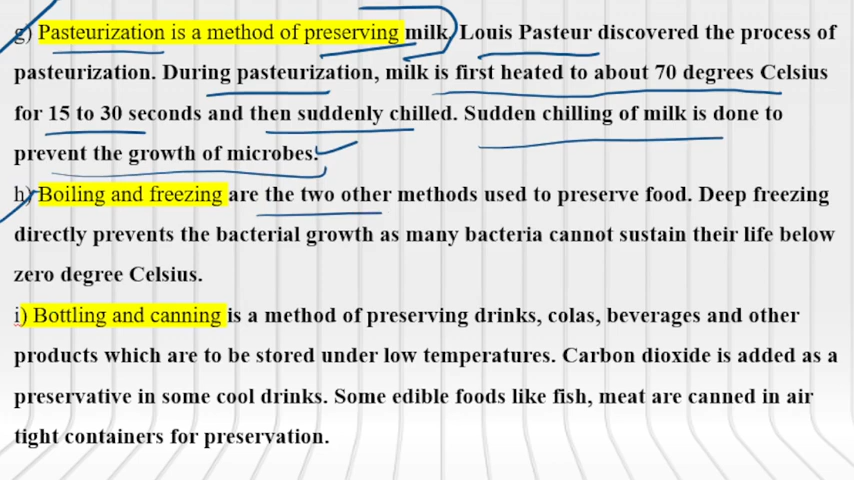 g) Pasteurization is a method of preserving milk. Louis Pasteur discovered the process of
pasteurization. During pasteurization, milk is first heated to about 70 degrees Celsius
for 15 to 30 seconds and then suddenly chilled. Sudden chilling of milk is done to
prevent the growth of microbes.
h) Boiling and freezing are the two other methods used to preserve food. Deep freezing
directly prevents the bacterial growth as many bacteria cannot sustain their life below
zero degree Celsius.
i) Bottling and canning is a method of preserving drinks, colas, beverages and other
products which are to be stored under low temperatures. Carbon dioxide is added as a
preservative in some cool drinks. Some edible foods like fish, meat are canned in air
tight containers for preservation.